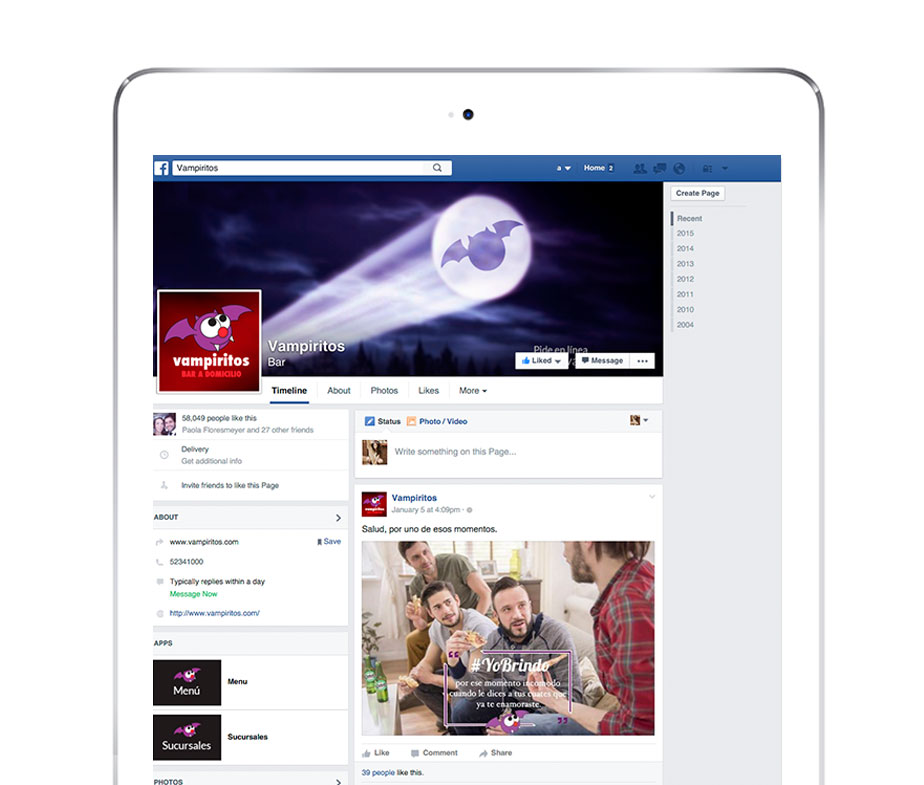 Vampiritos
a
Home 2
Create Page
Recent
2015
2014
2013
2012
2011
2010
2004
vampiritos
BAR A DOMICILIO
Vampiritos
Bar
Pide en línea
Liked
Message
Timeline
About
Photos
Likes
More
58,049 people like this
Paola Floresmeyer and 27 other friends
Delivery
Get additional info
Invite friends to like this Page
ABOUT
www.vampiritos.com
Save
52341000
Typically replies within a day
Message Now
http://www.vampiritos.com/
APPS
Menú
Menu
Sucursales
Sucursales
PHOTOS
Status
Photo / Video
Write something on this Page...
Vampiritos
January 5 at 4:09pm ·
Salud, por uno de esos momentos.
#YoBrindo
por ese momento incomodo
cuando le dices a tus cuates que
ya te enamoraste.
Like
Comment
Share
39 people like this.